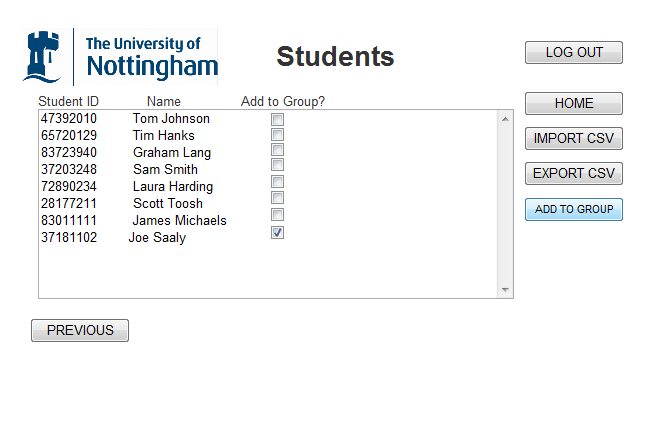 The University of
Nottingham
Students
LOG OUT
Student ID Name Add to Group?
HOME
47392010 Tom Johnson
65720129 Tim Hanks
IMPORT CSV
83723940 Graham Lang
37203248 Sam Smith
EXPORT CSV
72890234 Laura Harding
28177211 Scott Toosh
ADD TO GROUP
83011111 James Michaels
37181102 Joe Saaly
PREVIOUS